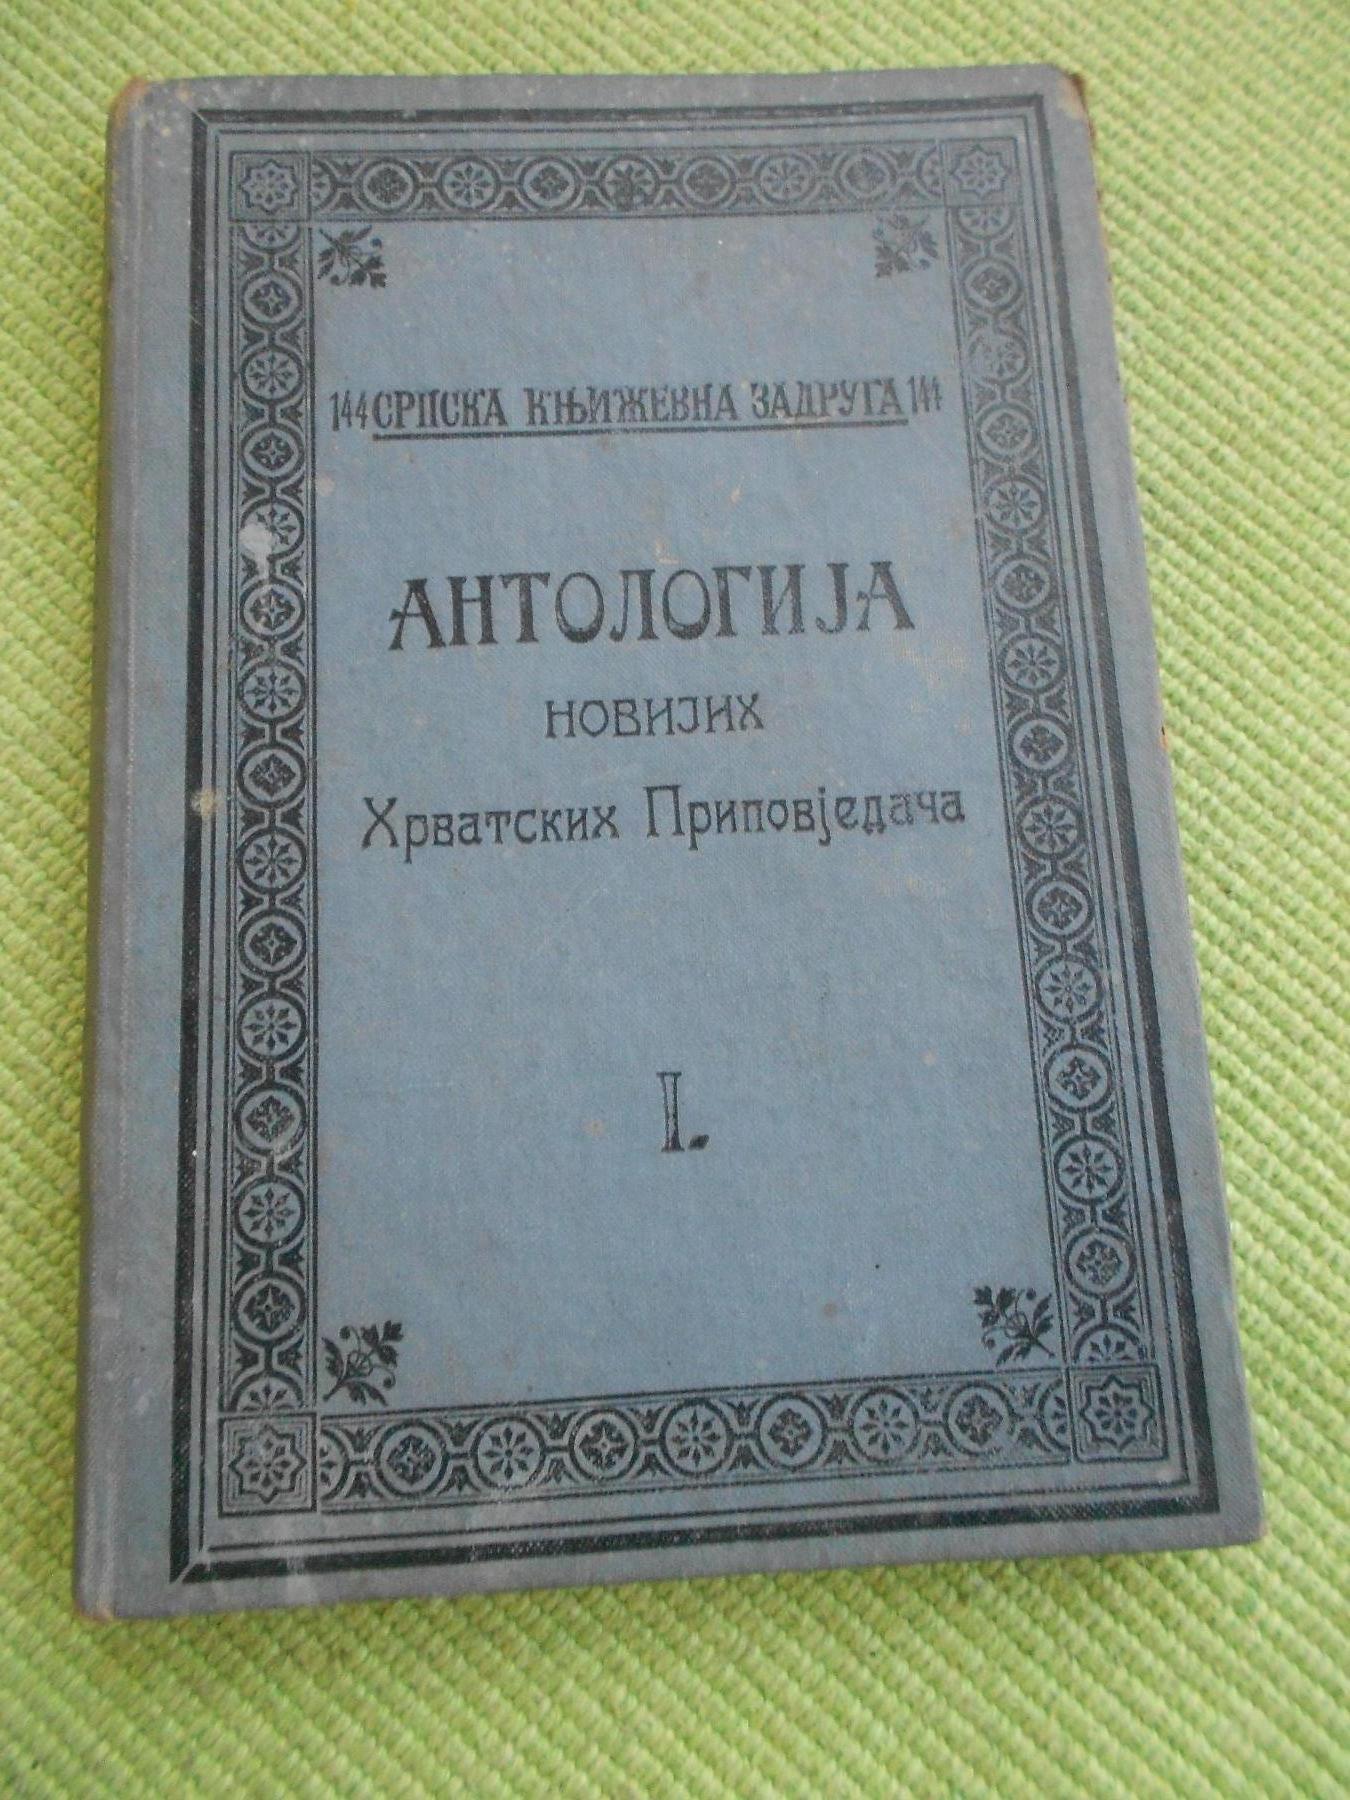 144 СРПСКА КЊИЖЕВНА ЗАДРУГА 144
АНТОЛОГИЈА
НОВИЈИХ
Хрватских Приповједача
I.